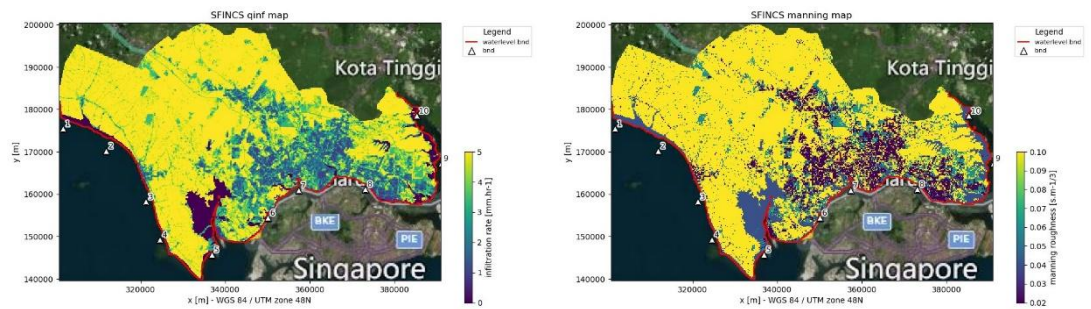 SFINCS qinf map
200000
190000
180000
170000
160000
150000
140000
y [m]
320000
340000
360000
380000
x [m] - WGS 84 / UTM zone 48N
Legend
waterlevel bnd
bnd
Kota Tinggi
BKE
PIE
Singapore
1
2
3
4
5
6
7
8
9
10
5
4
3
2
1
0
infiltration rate [mm.hr-1]
SFINCS manning map
200000
190000
180000
170000
160000
150000
140000
y [m]
320000
340000
360000
380000
x [m] - WGS 84 / UTM zone 48N
Legend
waterlevel bnd
bnd
Kota Tinggi
BKE
PIE
Singapore
1
2
3
4
5
6
7
8
9
10
0.10
0.09
0.08
0.07
0.06
0.05
0.04
0.03
0.02
manning roughness [s.m-1/3]